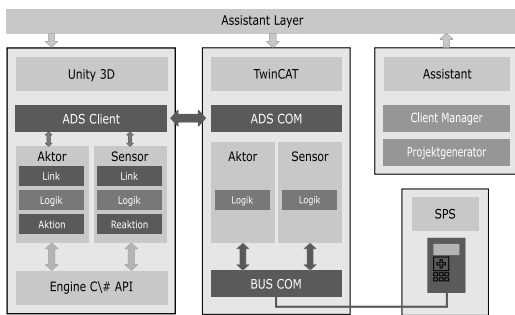 Assistant Layer
Unity 3D
ADS Client
Aktor
Sensor
Link
Link
Logik
Logik
Aktion
Reaktion
Engine C\# API
TwinCAT
ADS COM
Aktor
Sensor
Logik
Logik
BUS COM
Assistant
Client Manager
Projektgenerator
SPS